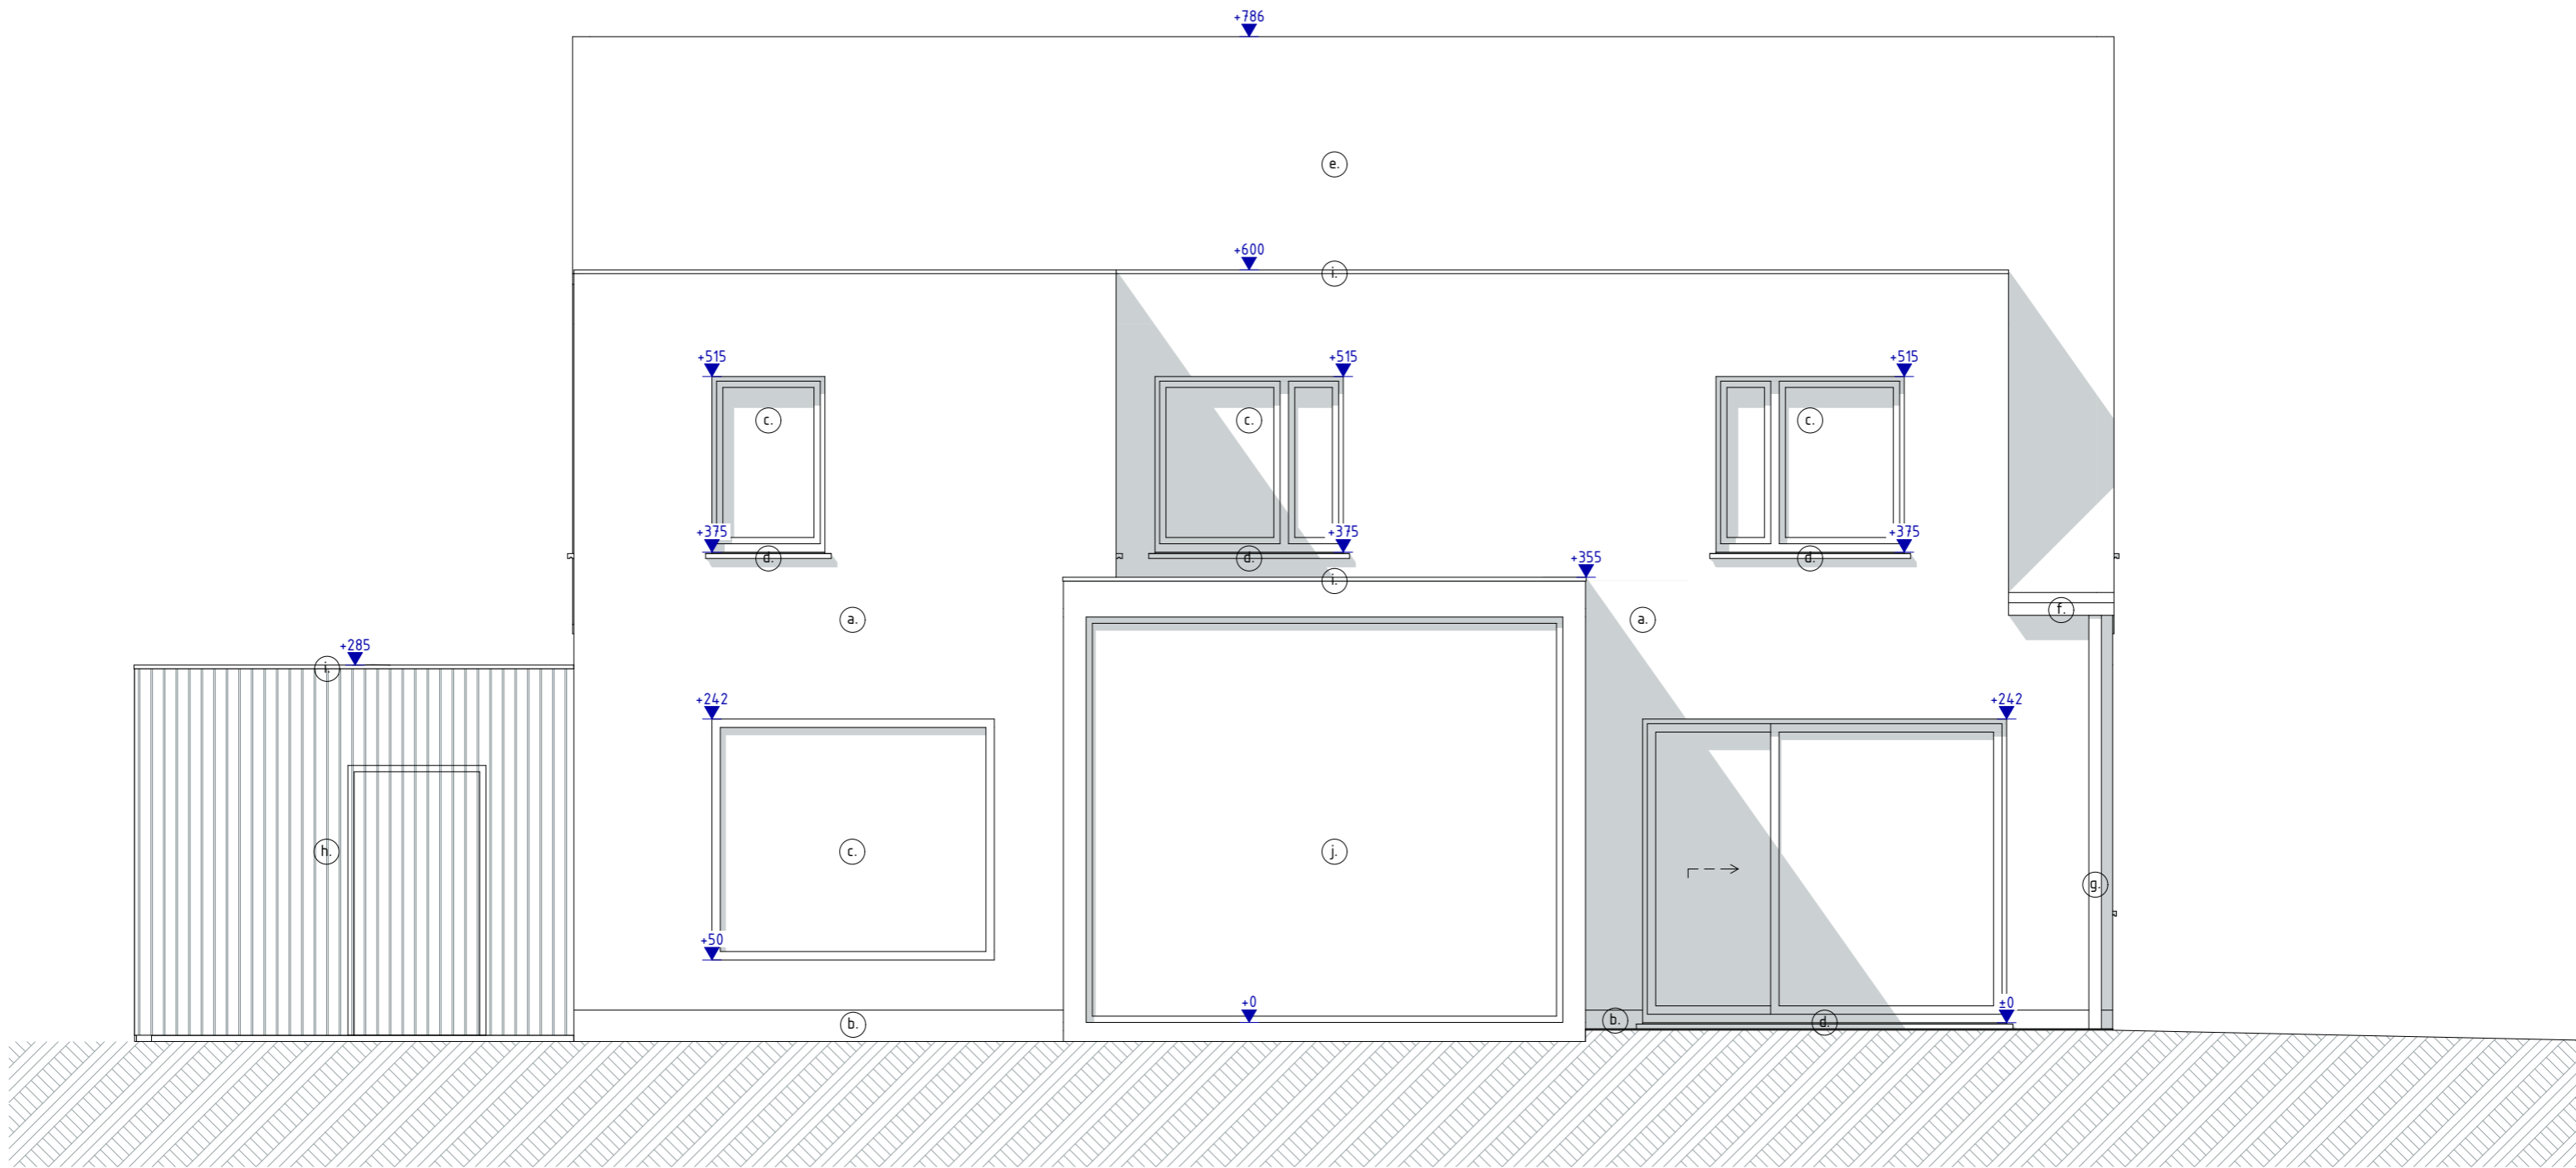 +786
e.
+600
i.
+515
+515
+515
c.
c.
c.
+375
+375
+375
d.
d.
d.
+355
i.
a.
a.
f.
+285
i.
+242
+242
h.
c.
j.
g.
+50
+0
±0
b.
b.
d.